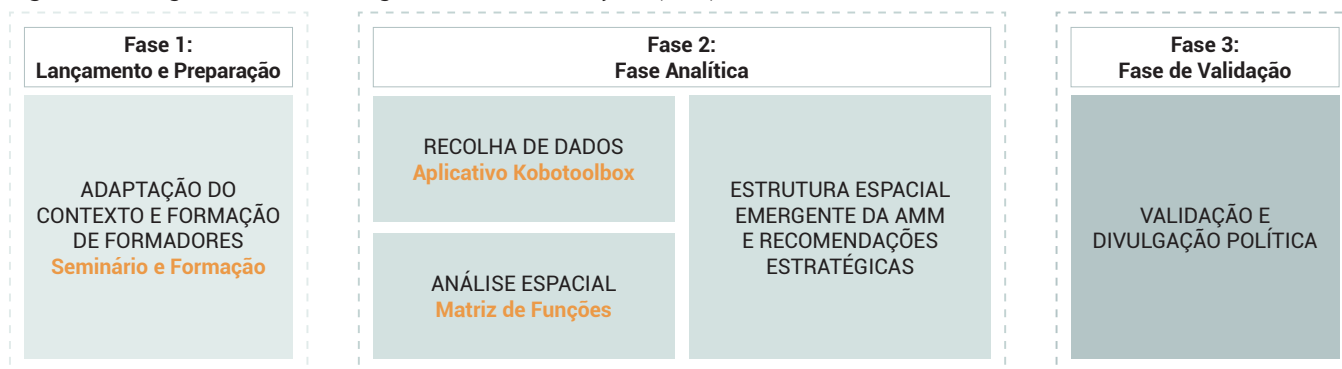 Fase 1:
Lançamento e Preparação
ADAPTAÇÃO DO
CONTEXTO E FORMAÇÃO
DE FORMADORES
Seminário e Formação
Fase 2:
Fase Analítica
RECOLHA DE DADOS
Aplicativo Kobotoolbox
ANÁLISE ESPACIAL
Matriz de Funções
ESTRUTURA ESPACIAL
EMERGENTE DA AMM
E RECOMENDAÇÕES
ESTRATÉGICAS
Fase 3:
Fase de Validação
VALIDAÇÃO E
DIVULGAÇÃO POLÍTICA